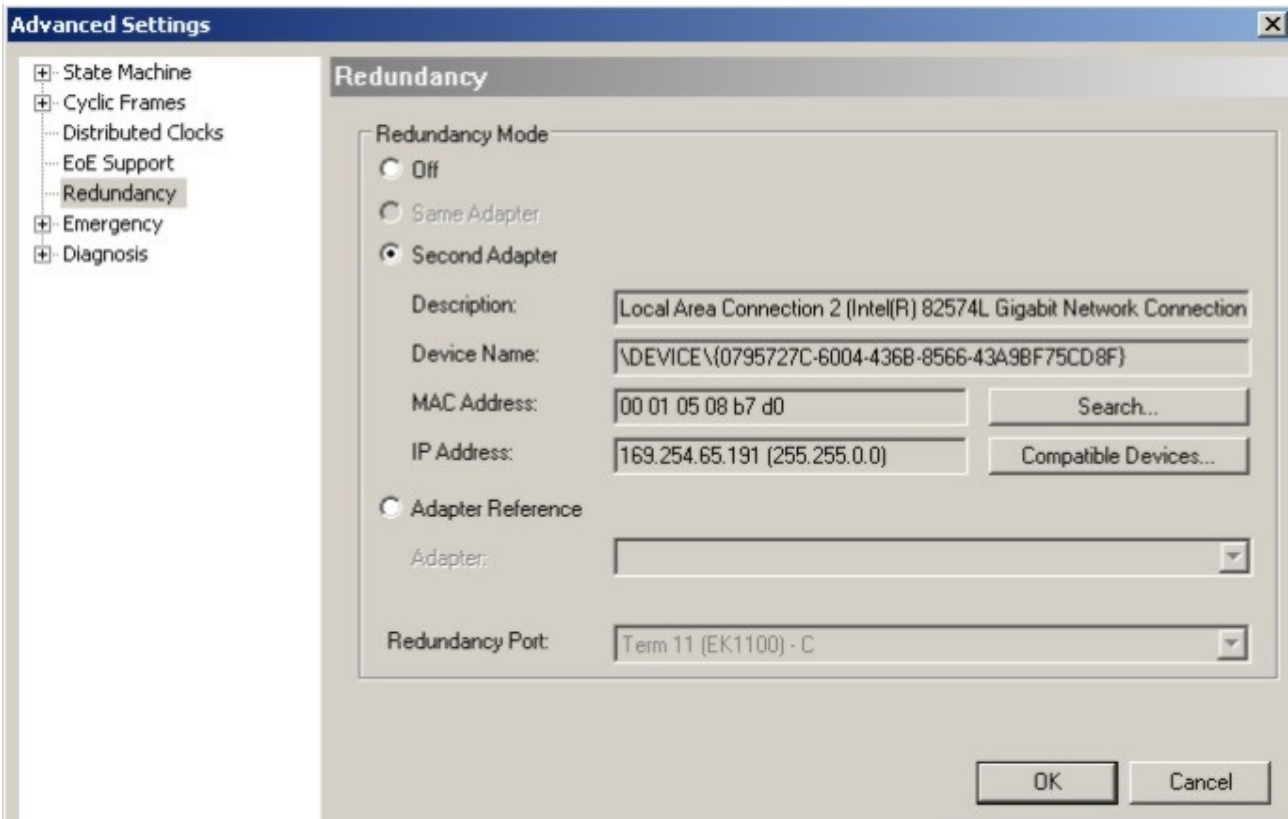 Advanced Settings
State Machine
Cyclic Frames
Distributed Clocks
EoE Support
Redundancy
Emergency
Diagnosis
Redundancy
Redundancy Mode
Off
Same Adapter
Second Adapter
Description: Local Area Connection 2 (Intel(R) 82574L Gigabit Network Connection
Device Name: \DEVICE\{0795727C-6004-436B-8566-43A9BF75CD8F}
MAC Address: 00 01 05 08 b7 d0 Search...
IP Address: 169.254.65.191 (255.255.0.0) Compatible Devices...
Adapter Reference
Adapter:
Redundancy Port: Term 11 (EK1100) - C
OK Cancel